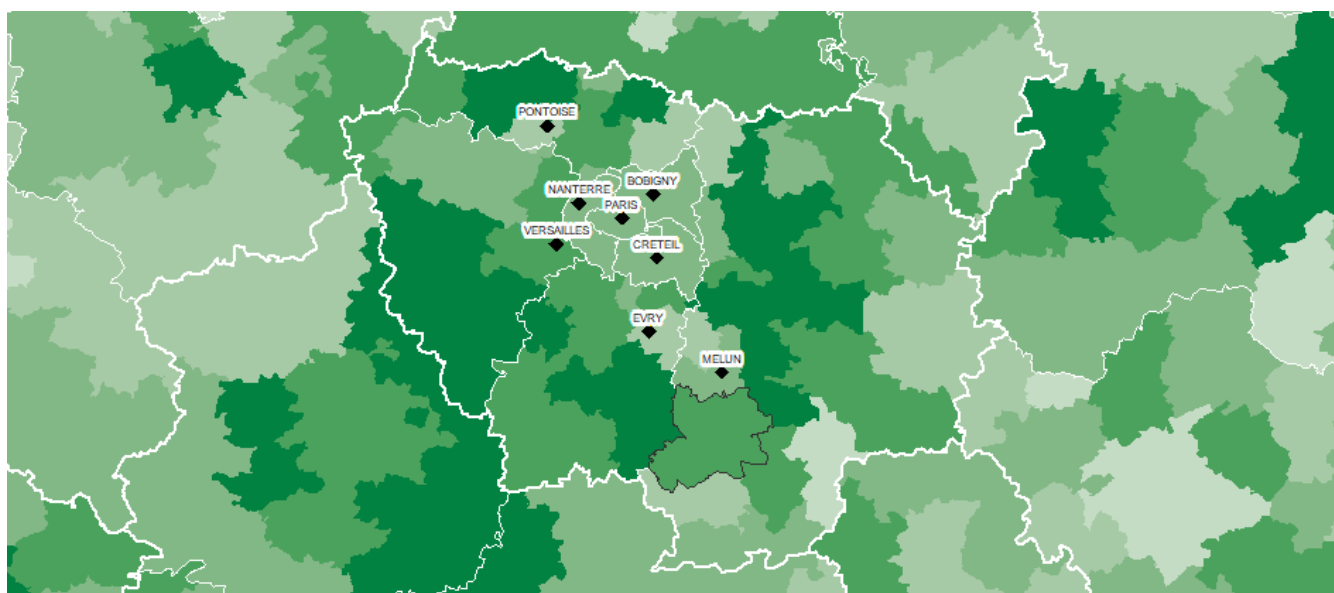 PONTOISE
BOBIGNY
NANTERRE
PARIS
VERSAILLES
CRETEIL
EVRY
MELUN